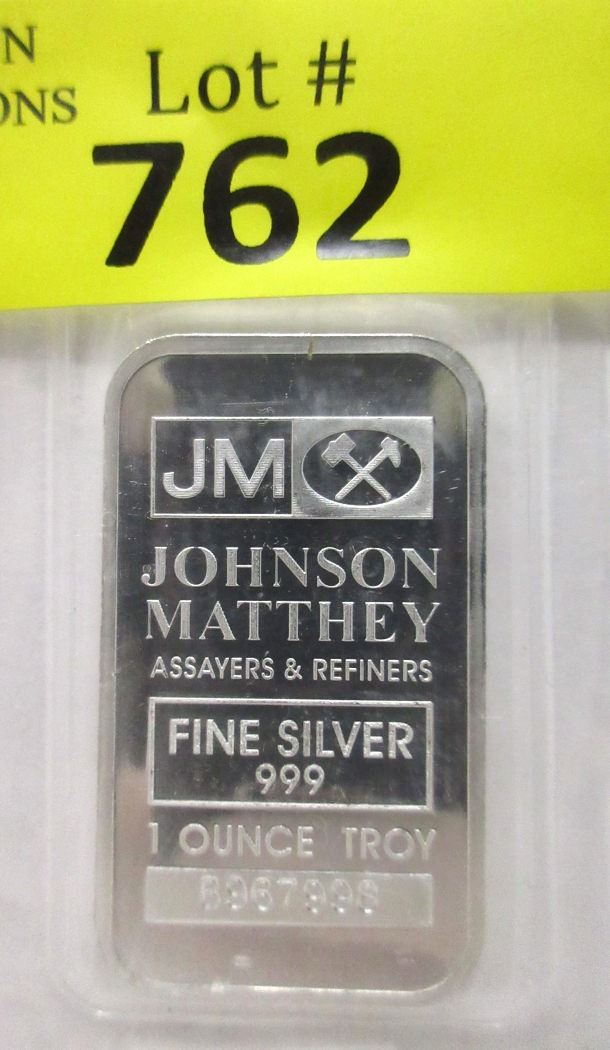 N
ONS
Lot #
762
JM
JOHNSON
MATTHEY
ASSAYERS & REFINERS
FINE SILVER
999
1 OUNCE TROY